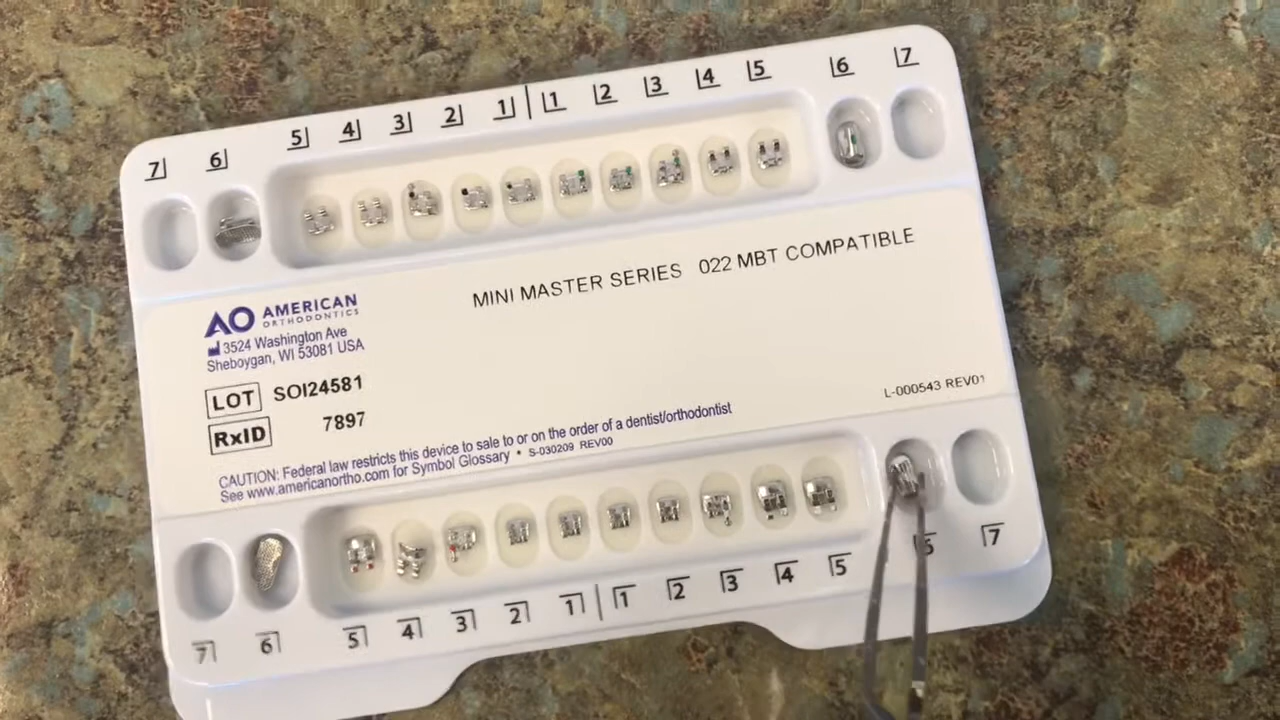 7 6 5 4 3 2 1 | 1 2 3 4 5 6 7
MINI MASTER SERIES 022 MBT COMPATIBLE
AO AMERICAN
ORTHODONTICS
3524 Washington Ave
Sheboygan, WI 53081 USA
LOT SOI24581
RxID 7897
L-000543 REV01
CAUTION: Federal law restricts this device to sale to or on the order of a dentist/orthodontist
See www.americanortho.com for Symbol Glossary • S-030209 REV00
7 6 5 4 3 2 1 | 1 2 3 4 5 6 7